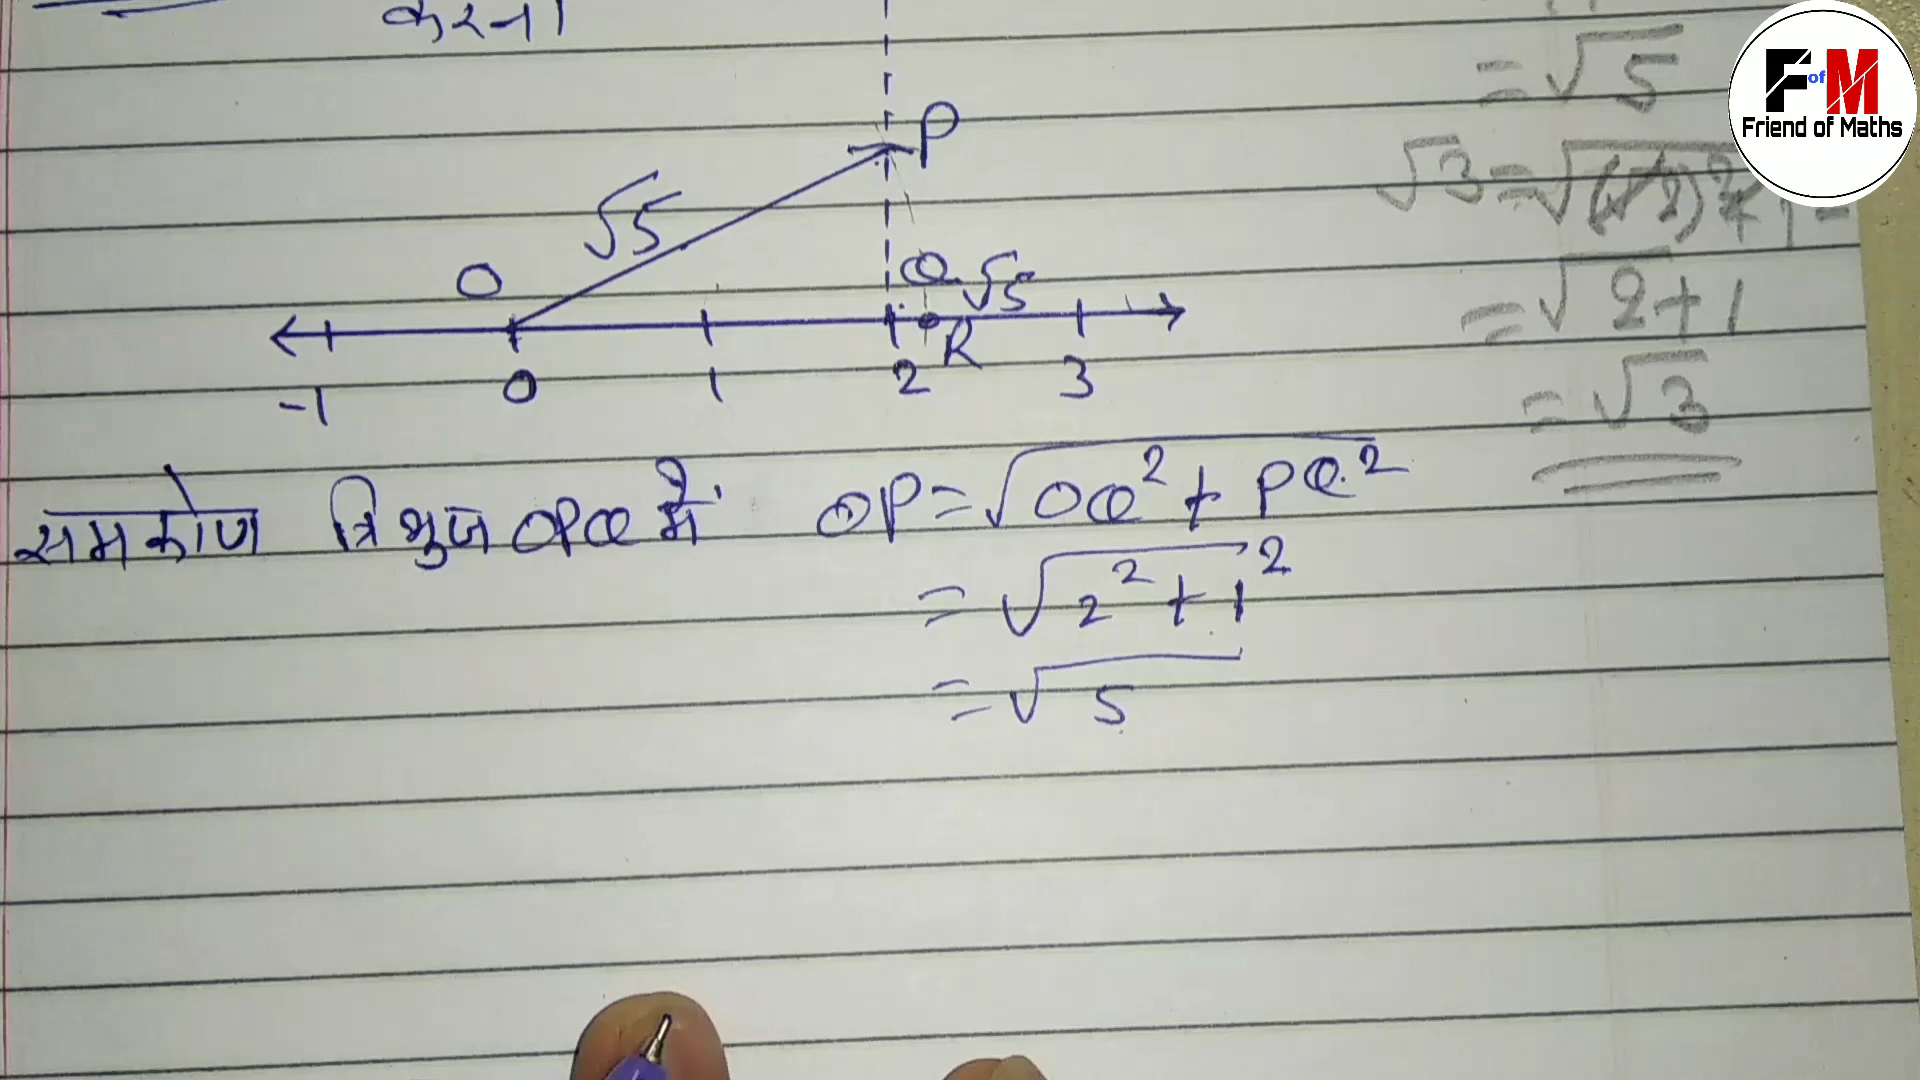 करना
= √5
F of M
Friend of Maths
P
√5
O
Q
√5
R
-1 0 1 2 3
= √2+1
= √3
समकोण त्रिभुज OPQ में OP = √OQ² + PQ²
= √2² + 1²
= √5